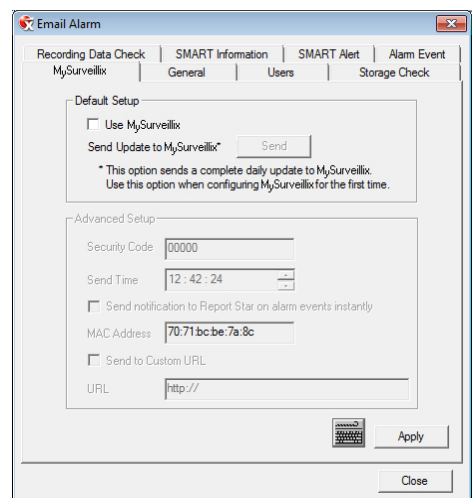 Email Alarm
Recording Data Check
SMART Information
SMART Alert
Alarm Event
MySurveillix
General
Users
Storage Check
Default Setup
Use MySurveillix
Send Update to MySurveillix*
Send
* This option sends a complete daily update to MySurveillix.
Use this option when configuring MySurveillix for the first time.
Advanced Setup
Security Code
00000
Send Time
12 : 42 : 24
Send notification to Report Star on alarm events instantly
MAC Address
70:71:bc:be:7a:8c
Send to Custom URL
URL
http://
Apply
Close